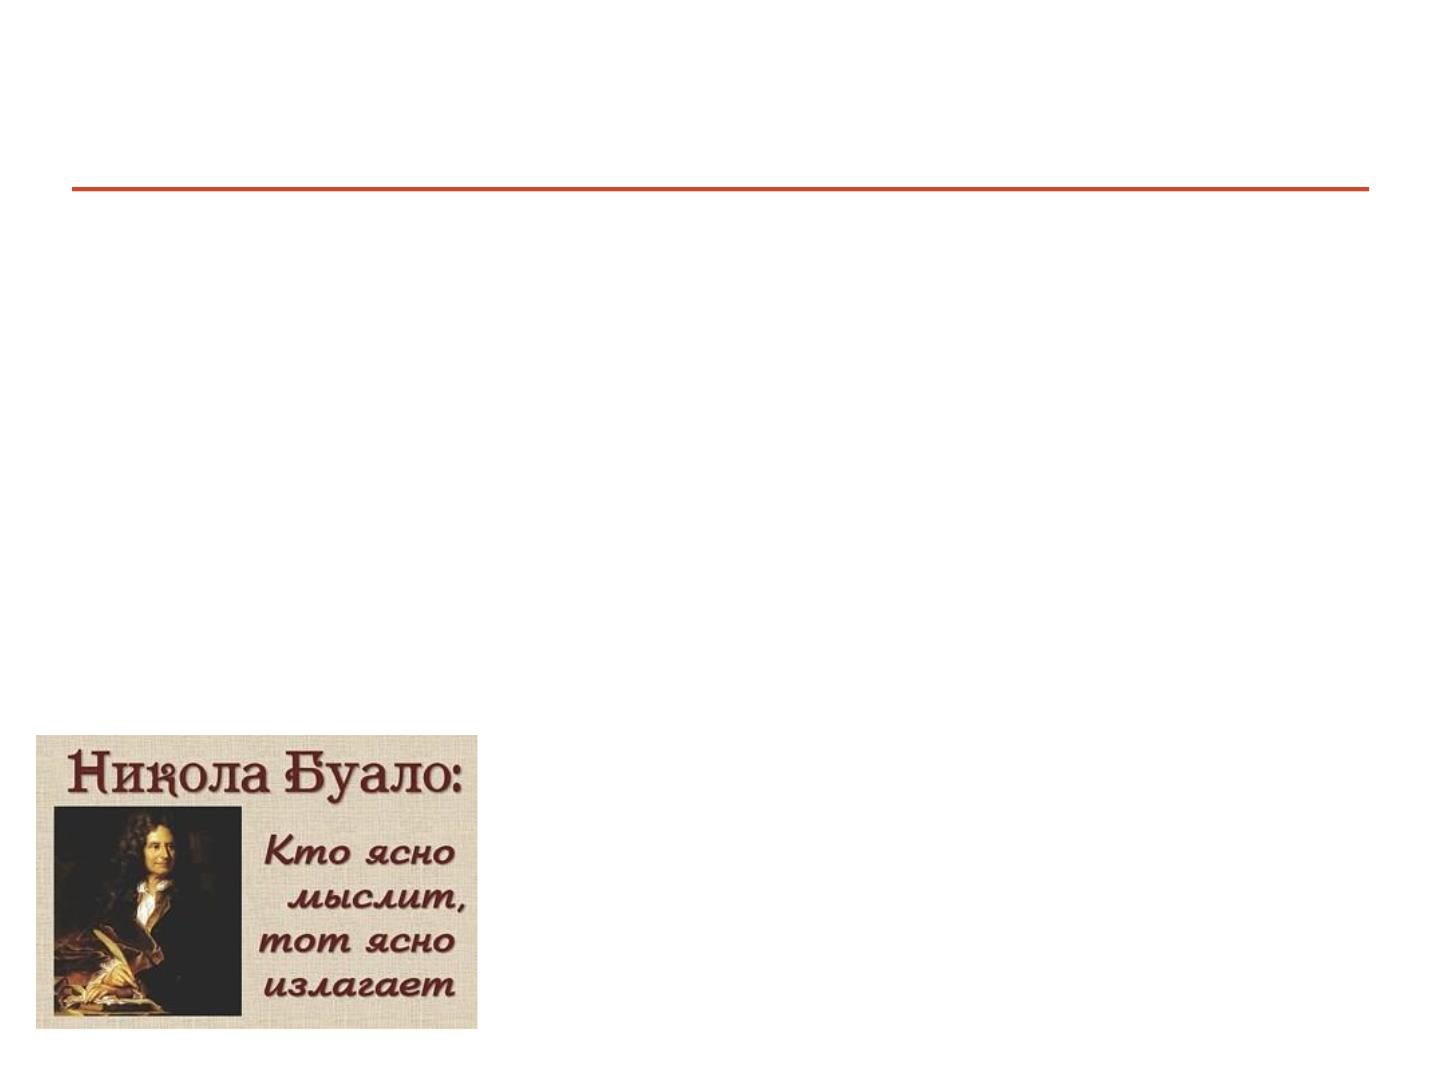 Никола Буало:
Кто ясно
мыслит,
тот ясно
излагает